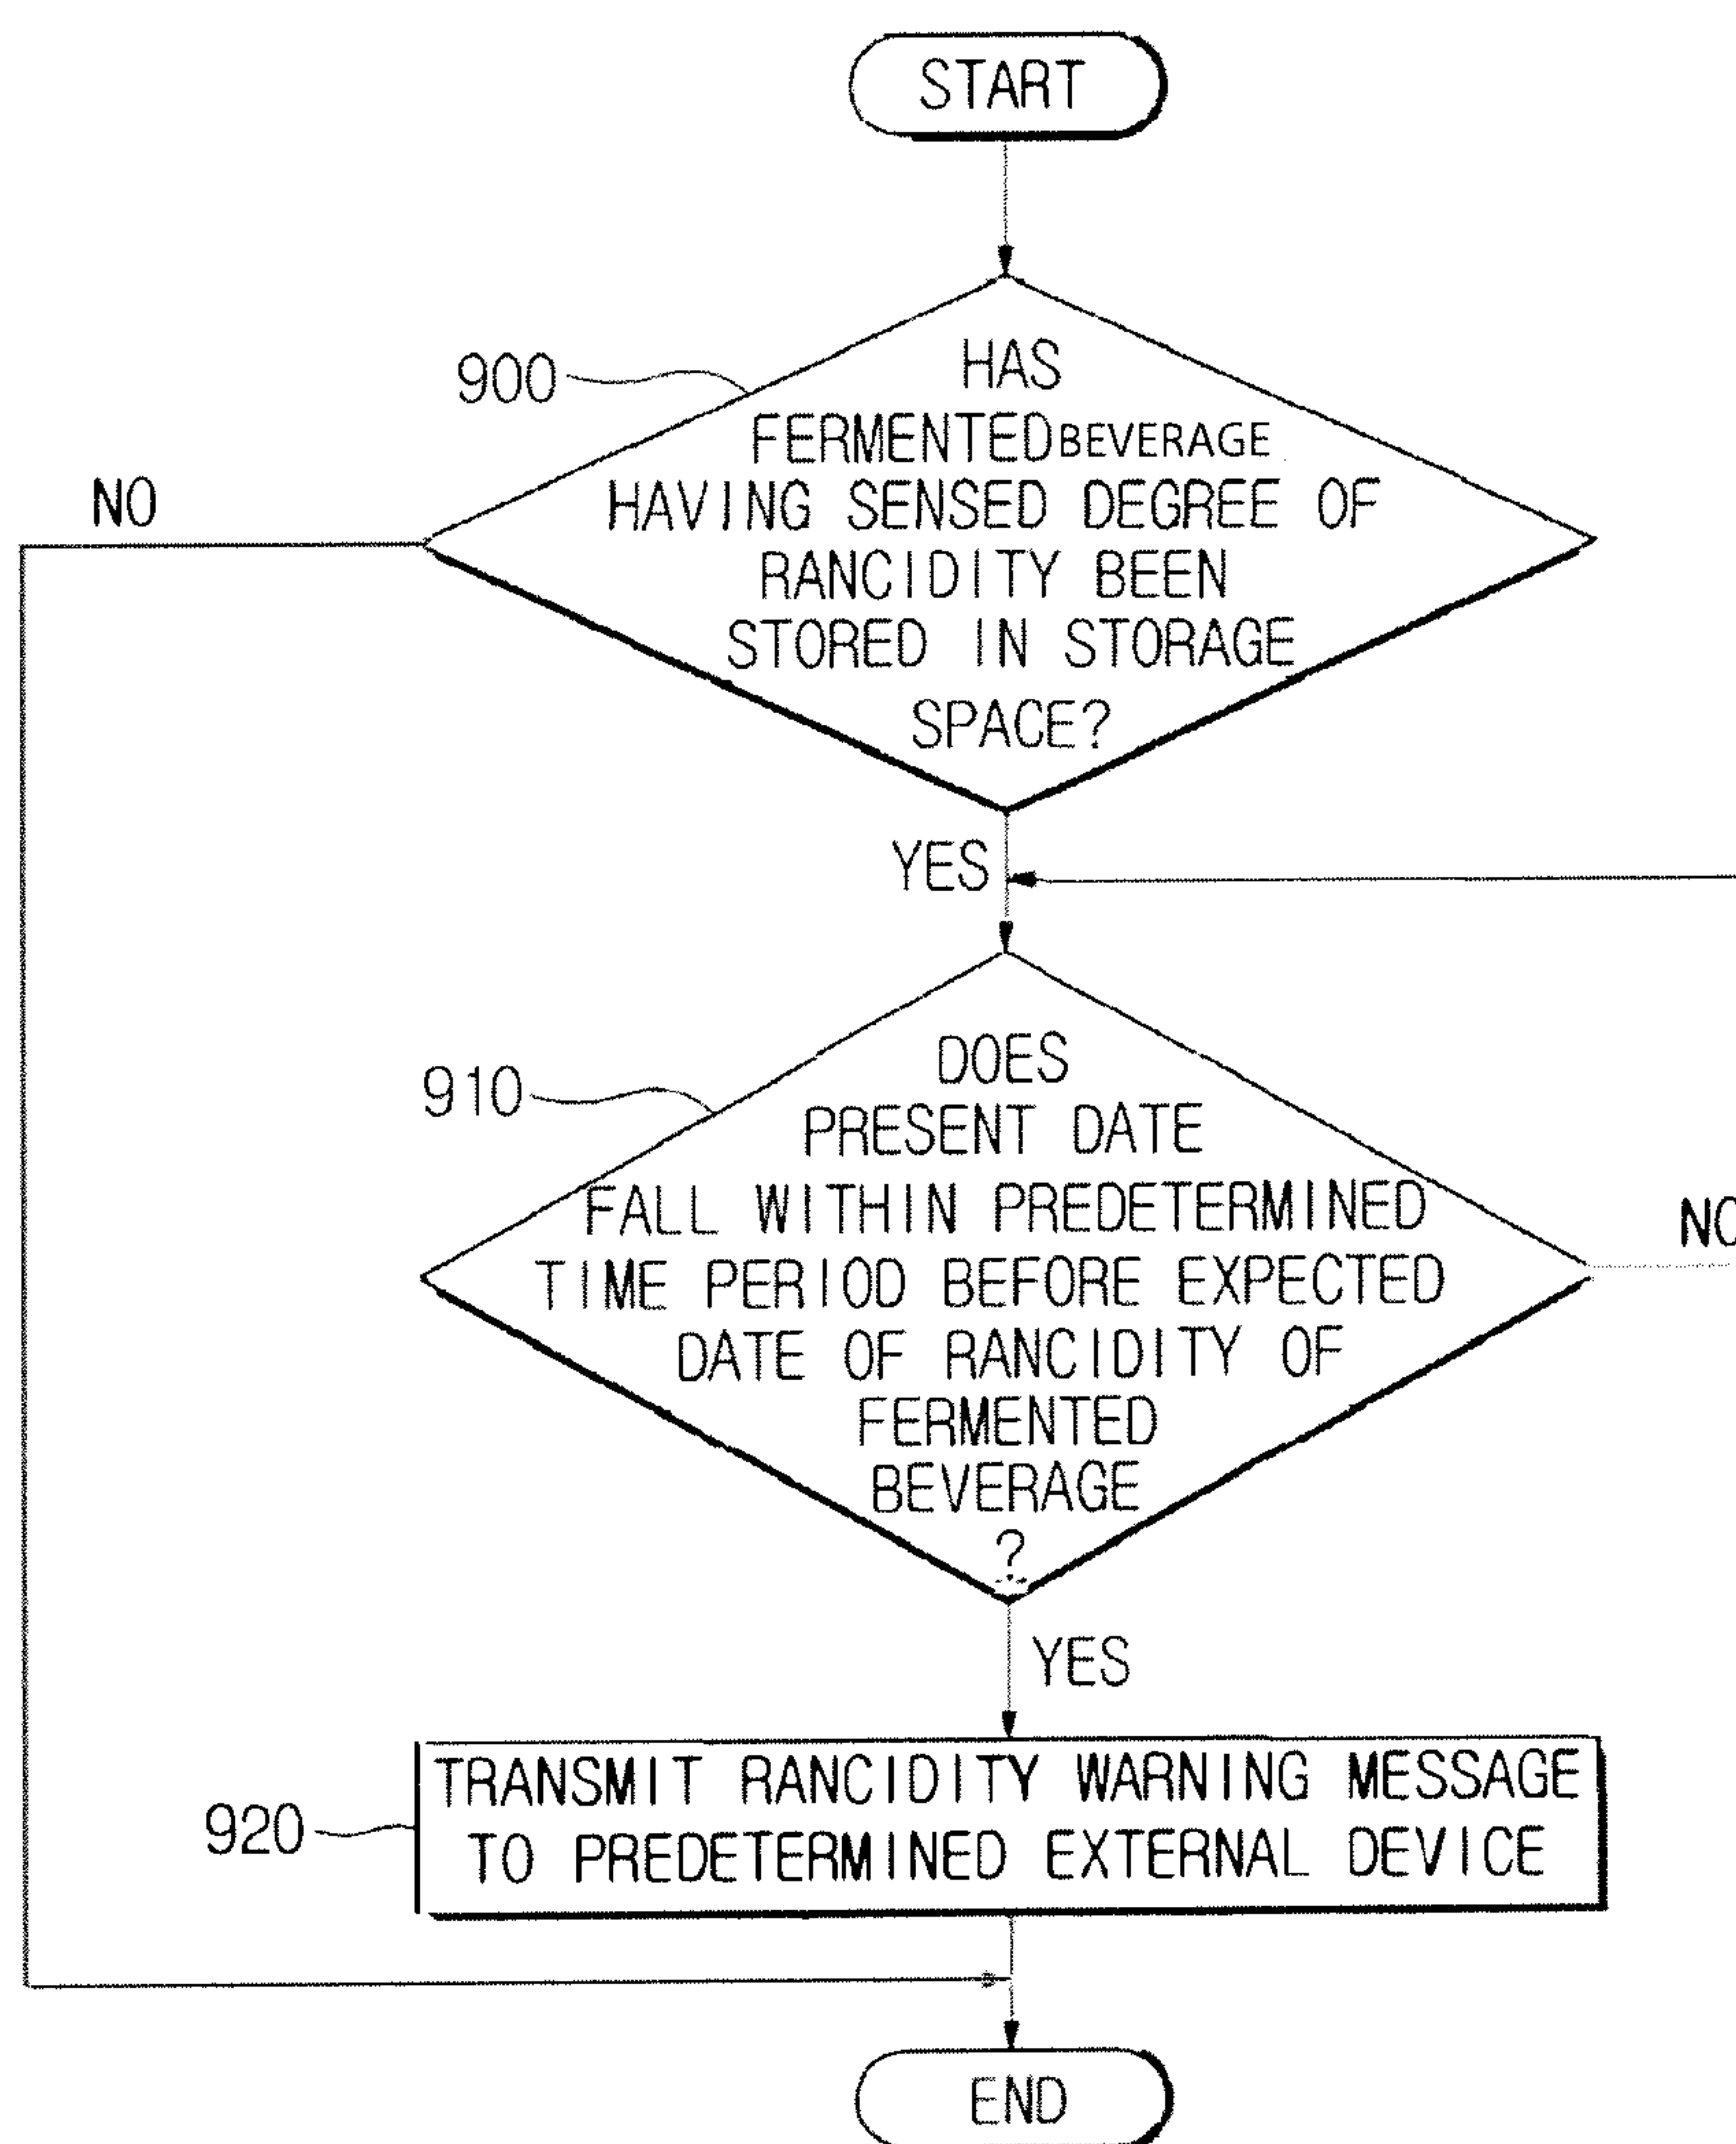 START
900
HAS
FERMENTED BEVERAGE
HAVING SENSED DEGREE OF
RANCIDITY BEEN
STORED IN STORAGE
SPACE?
NO
YES
910
DOES
PRESENT DATE
FALL WITHIN PREDETERMINED
TIME PERIOD BEFORE EXPECTED
DATE OF RANCIDITY OF
FERMENTED
BEVERAGE
?
NO
YES
920
TRANSMIT RANCIDITY WARNING MESSAGE
TO PREDETERMINED EXTERNAL DEVICE
END